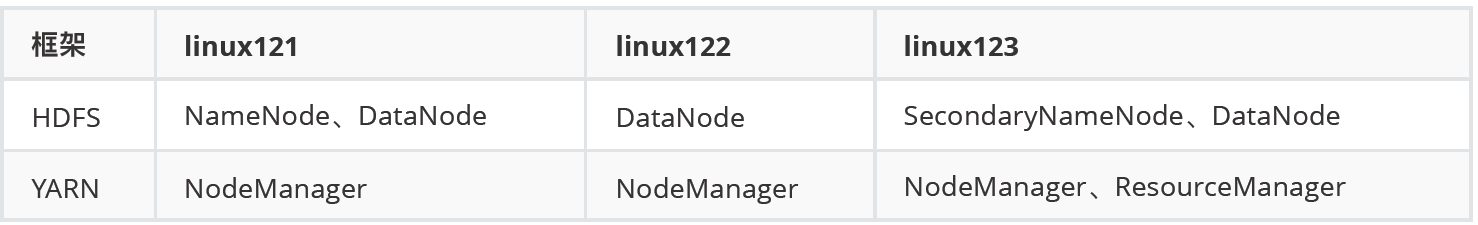 框架 linux121 linux122 linux123
HDFS NameNode、DataNode DataNode SecondaryNameNode、DataNode
YARN NodeManager NodeManager NodeManager、ResourceManager